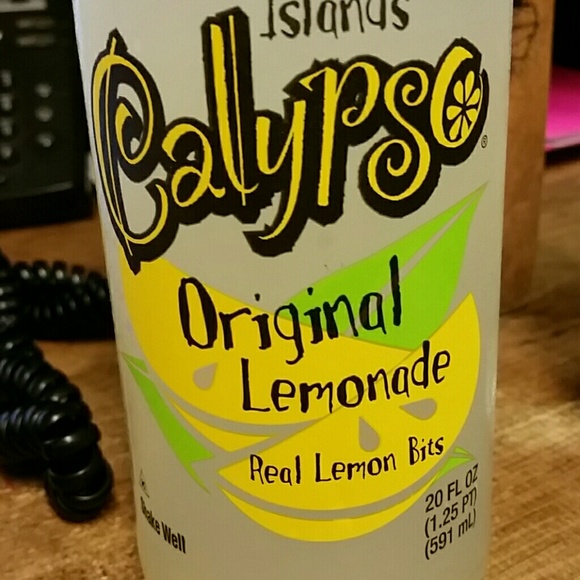 Islands
Calypso®
Original
Lemonade
Real Lemon Bits
Shake Well
20 FL OZ
(1.25 PT)
(591 mL)